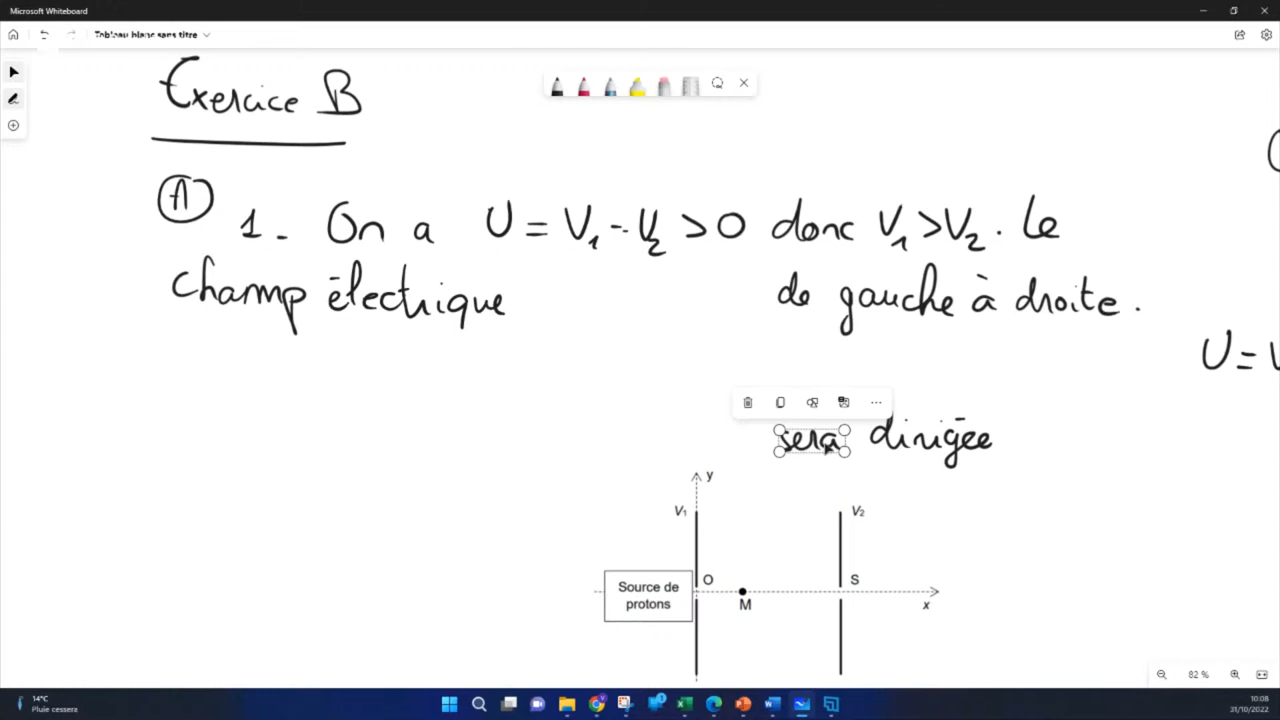 Microsoft Whiteboard
Tableau blanc sans titre
Exercice B
A 1. On a U = V₁ - V₂ > 0 donc V₁ > V₂. Le
champ électrique de gauche à droite.
U =
sera dirigée
y
V₁ V₂
Source de protons
O S
M x
82 %
14°C
Pluie cessera
10:08
31/10/2022